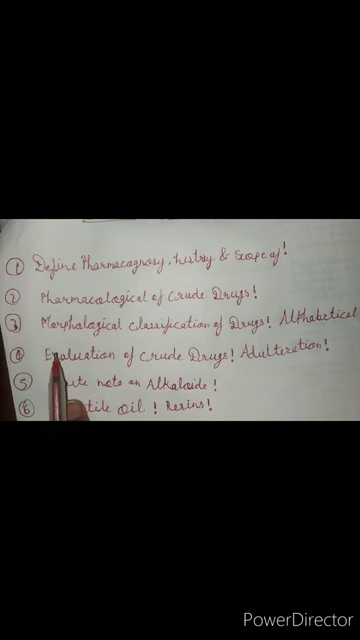 ① Define Pharmacognosy, history & scope of!
② Pharmacological of crude Drugs!
③ Morphological classification of Drugs! Alphabetical
④ Evaluation of crude Drugs! Adulteration!
⑤ note on Alkaloide!
⑥ Oil! Resins!
PowerDirector